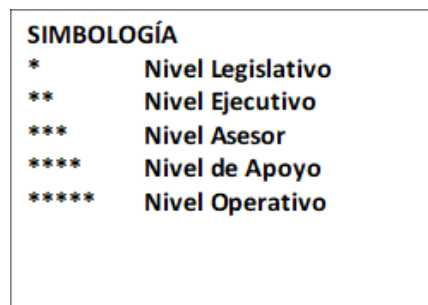 SIMBOLOGÍA
* Nivel Legislativo
** Nivel Ejecutivo
*** Nivel Asesor
**** Nivel de Apoyo
***** Nivel Operativo